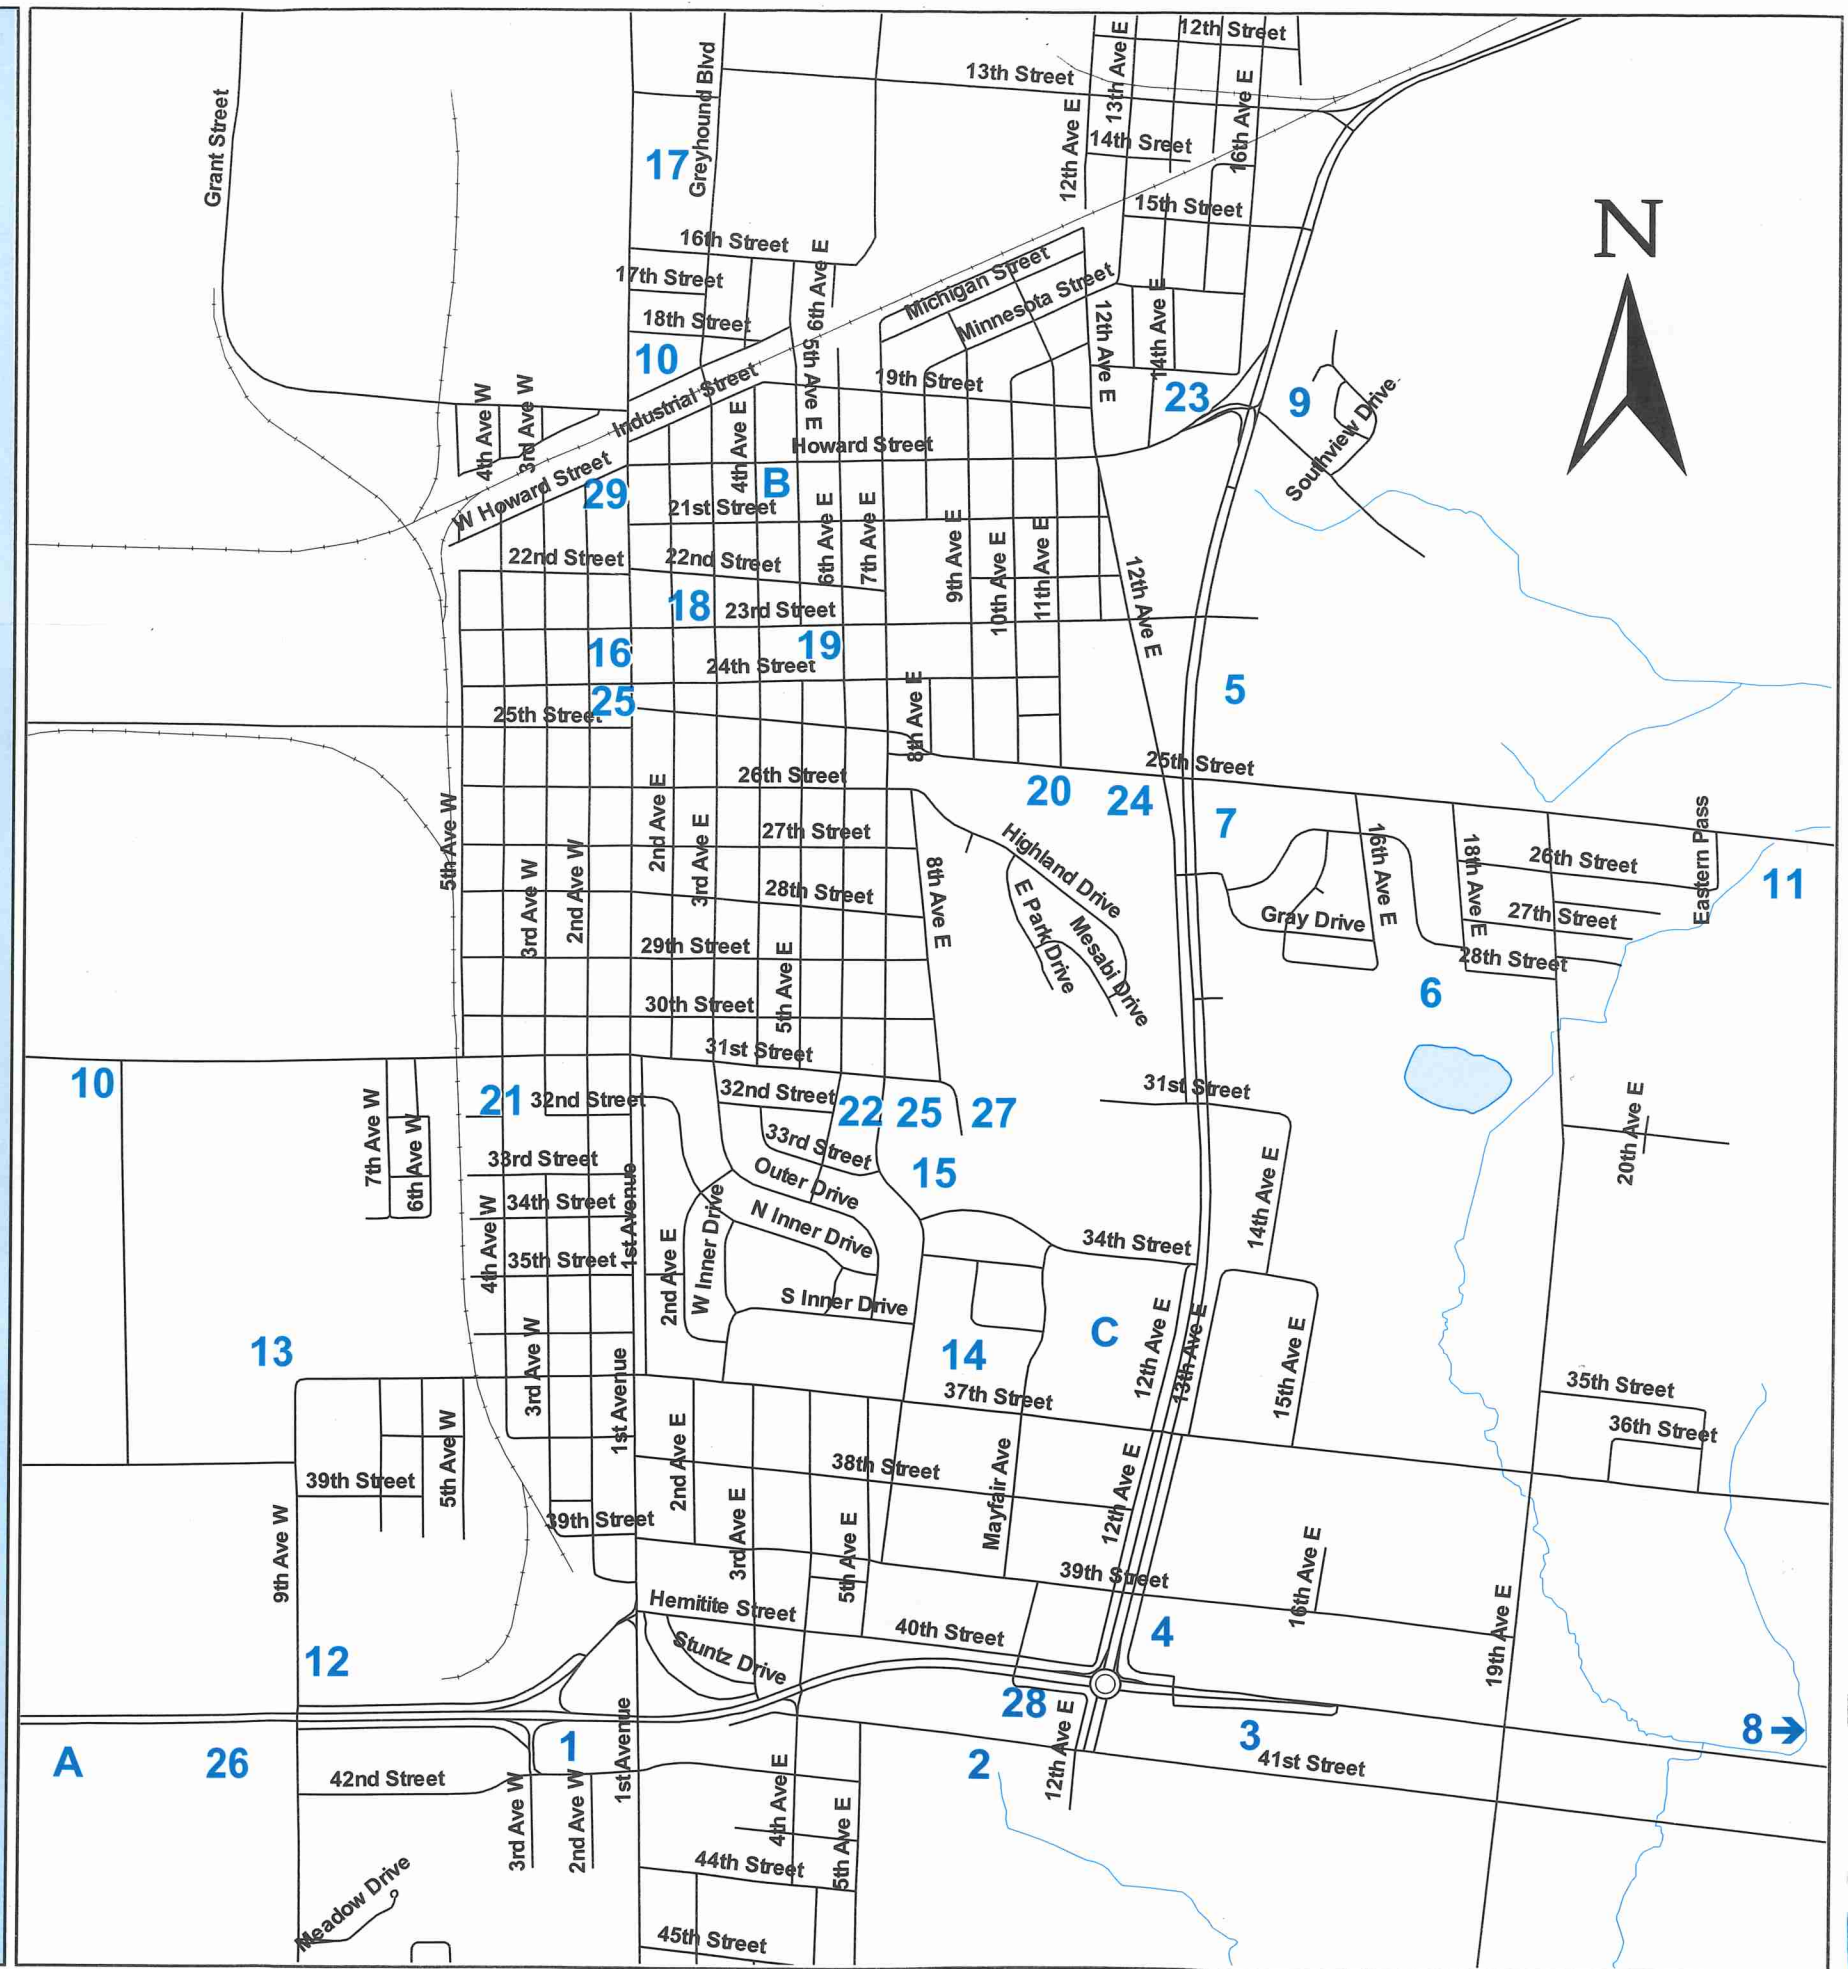 12th Street
13th Ave E
13th Street
Greyhound Blvd
Grant Street
12th Ave E
16th Ave E
14th Sreet
17
15th Street
N
16th Street
17th Street
5th Ave E
Michigan Street
Minnesota Street
18th Street
10
12th Ave E
14th Ave E
19th Street
5th Ave E
Industrial Street
23
9
Southview Drive
4th Ave W
3rd Ave W
4th Ave E
Howard Street
W Howard Street
29
B
21st Street
6th Ave E
7th Ave E
9th Ave E
10th Ave E
11th Ave E
22nd Street
22nd Street
12th Ave E
18
23rd Street
16
19
24th Street
25
25th Street
8th Ave E
5
25th Street
26th Street
20
24
7
5th Ave W
2nd Ave E
3rd Ave E
27th Street
Highland Drive
16th Ave E
18th Ave E
26th Street
Eastern Pass
11
3rd Ave W
2nd Ave W
28th Street
8th Ave E
E Park Drive
Mesabi Drive
Gray Drive
27th Street
28th Street
29th Street
5th Ave E
6
30th Street
31st Street
10
21
32nd Street
32nd Street
22
25
27
31st Street
7th Ave W
6th Ave W
20th Ave E
33rd Street
33rd Street
15
Outer Drive
14th Ave E
34th Street
1st Avenue
4th Ave W
W Inner Drive
N Inner Drive
34th Street
35th Street
2nd Ave E
S Inner Drive
12th Ave E
13th Ave E
C
13
14
3rd Ave W
1st Avenue
15th Ave E
37th Street
35th Street
36th Street
5th Ave W
2nd Ave E
38th Street
Mayfair Ave
12th Ave E
39th Street
39th Street
3rd Ave E
5th Ave E
9th Ave W
39th Street
16th Ave E
19th Ave E
Hemitite Street
40th Street
4
12
Stuntz Drive
28
12th Ave E
3
8
A
26
1
1st Avenue
2
41st Street
42nd Street
3rd Ave W
2nd Ave W
4th Ave E
5th Ave E
44th Street
Meadow Drive
45th Street